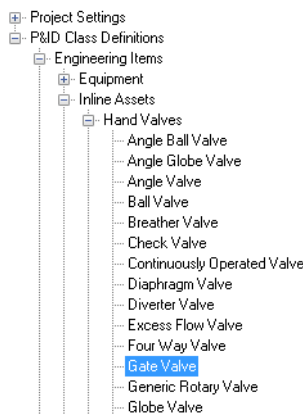 Project Settings
P&ID Class Definitions
Engineering Items
Equipment
Inline Assets
Hand Valves
Angle Ball Valve
Angle Globe Valve
Angle Valve
Ball Valve
Breather Valve
Check Valve
Continuously Operated Valve
Diaphragm Valve
Diverter Valve
Excess Flow Valve
Four Way Valve
Gate Valve
Generic Rotary Valve
Globe Valve